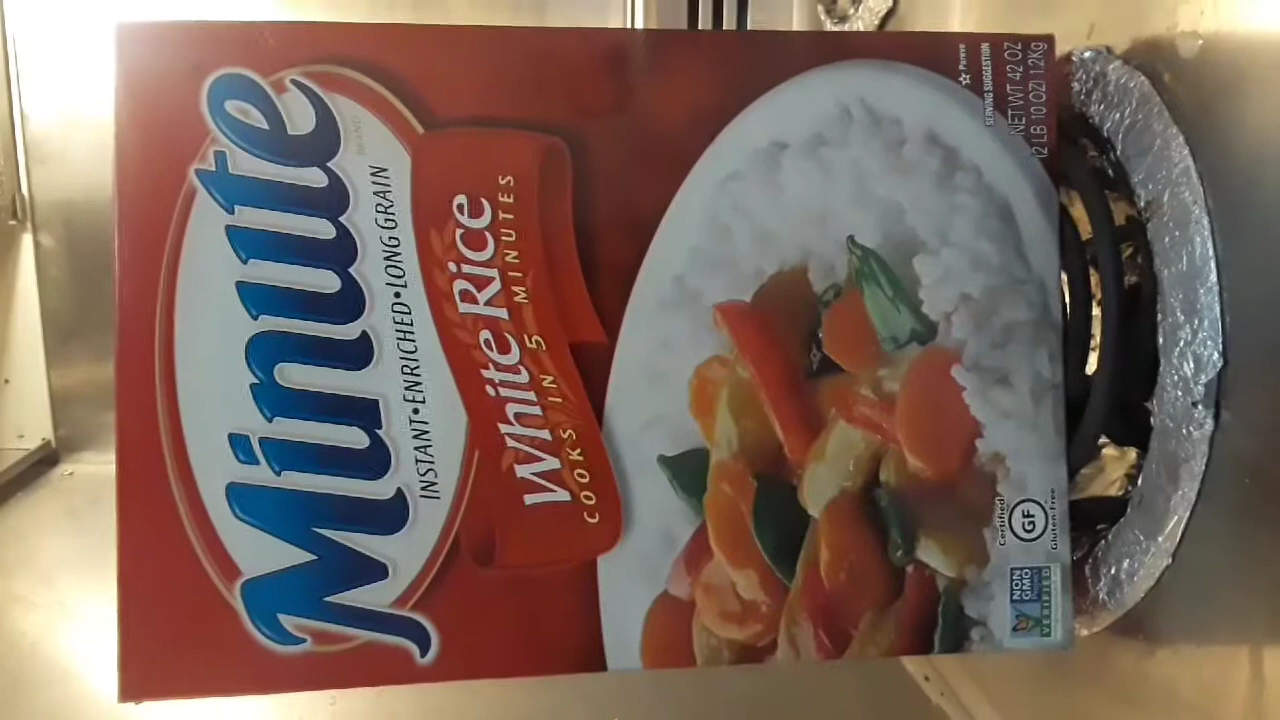 Minute
BRAND
INSTANT•ENRICHED•LONG GRAIN
White Rice
COOKS IN 5 MINUTES
Certified
GF
Gluten-Free
NON
GMO
Project
VERIFIED
Pareve
SERVING SUGGESTION
NET WT 42 OZ
(2 LB 10 OZ) 1.2Kg